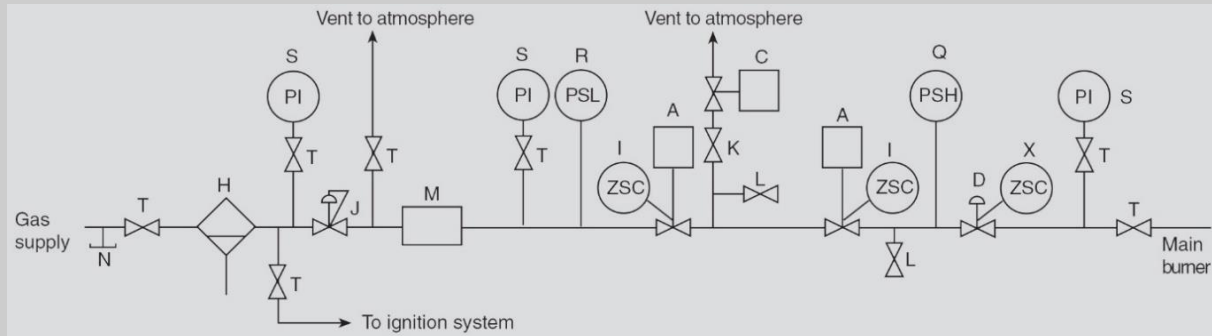 Vent to atmosphere
Vent to atmosphere
S
S
R
C
Q
S
PI
PI
PSL
A
A
PSH
PI
T
T
T
K
I
I
X
T
H
ZSC
ZSC
D
ZSC
T
J
M
L
T
Gas
supply
N
T
L
Main
burner
To ignition system